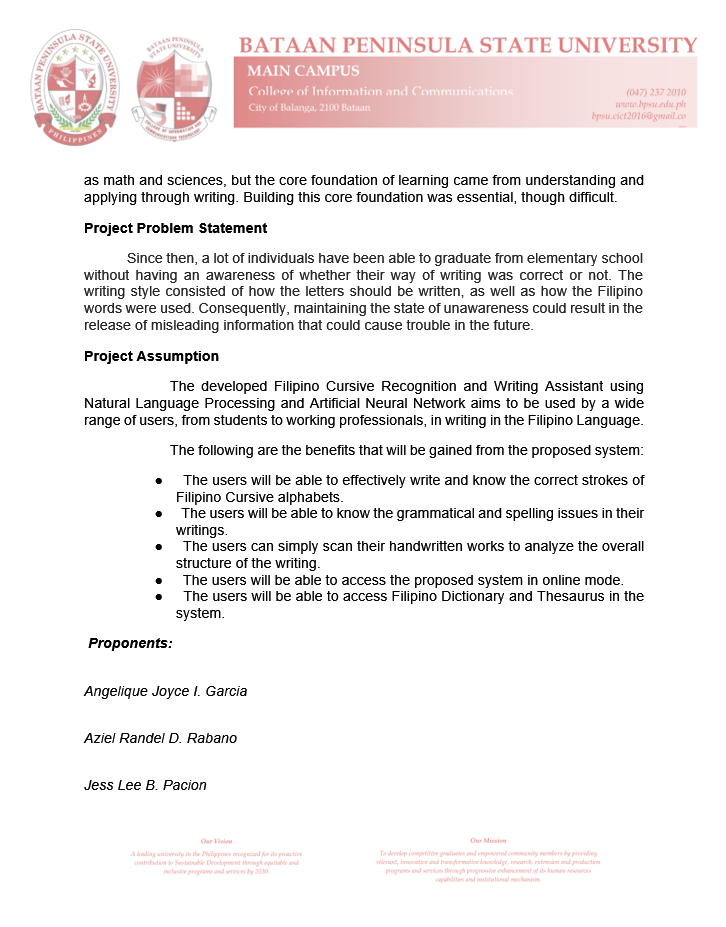 BATAAN PENINSULA STATE UNIVERSITY
PHILIPPINES
BATAAN PENINSULA STATE UNIVERSITY
MAIN CAMPUS
College of Information and Communications
City of Balanga, 2100 Bataan
(047) 237 2010
www.bpsu.edu.ph
bpsu.cict2016@gmail.co
as math and sciences, but the core foundation of learning came from understanding and
applying through writing. Building this core foundation was essential, though difficult.
Project Problem Statement
Since then, a lot of individuals have been able to graduate from elementary school
without having an awareness of whether their way of writing was correct or not. The
writing style consisted of how the letters should be written, as well as how the Filipino
words were used. Consequently, maintaining the state of unawareness could result in the
release of misleading information that could cause trouble in the future.
Project Assumption
The developed Filipino Cursive Recognition and Writing Assistant using
Natural Language Processing and Artificial Neural Network aims to be used by a wide
range of users, from students to working professionals, in writing in the Filipino Language.
The following are the benefits that will be gained from the proposed system:
● The users will be able to effectively write and know the correct strokes of
Filipino Cursive alphabets.
● The users will be able to know the grammatical and spelling issues in their
writings.
● The users can simply scan their handwritten works to analyze the overall
structure of the writing.
● The users will be able to access the proposed system in online mode.
● The users will be able to access Filipino Dictionary and Thesaurus in the
system.
Proponents:
Angelique Joyce I. Garcia
Aziel Randel D. Rabano
Jess Lee B. Pacion
Our Vision
A leading university in the Philippines recognized for its proactive
contribution to Sustainable Development through equitable and
inclusive programs and services by 2030.
Our Mission
To develop competitive graduates and empowered community members by providing
relevant, innovative and transformative knowledge, research, extension and production
programs and services through progressive enhancement of its human resources
capabilities and institutional mechanism.